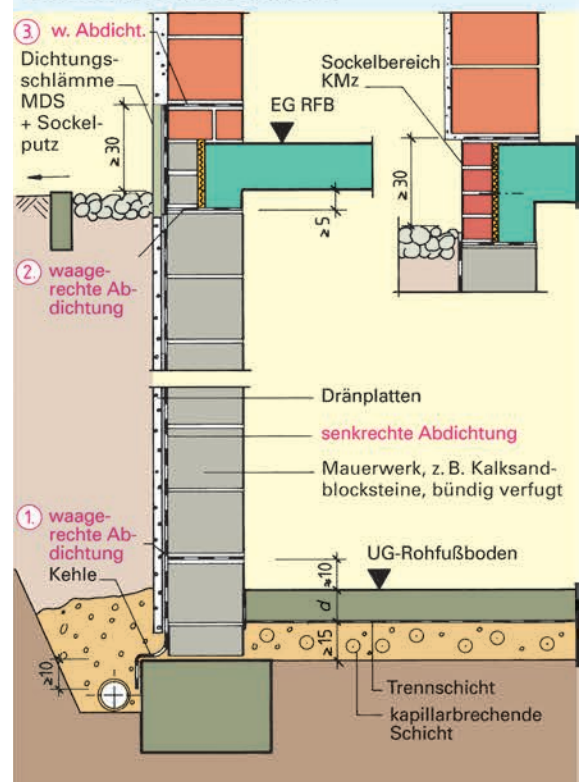 3. w. Abdicht.
Dichtungs-
schlämme
MDS
+ Sockel-
putz
≥30
EG RFB
≥5
Sockelbereich
KMz
≥30
2. waage-
rechte Ab-
dichtung
Dränplatten
senkrechte Abdichtung
Mauerwerk, z. B. Kalksand-
blocksteine, bündig verfugt
1. waage-
rechte Ab-
dichtung
Kehle
≥10
UG-Rohfußboden
d
≥15
≥10
Trennschicht
kapillarbrechende
Schicht